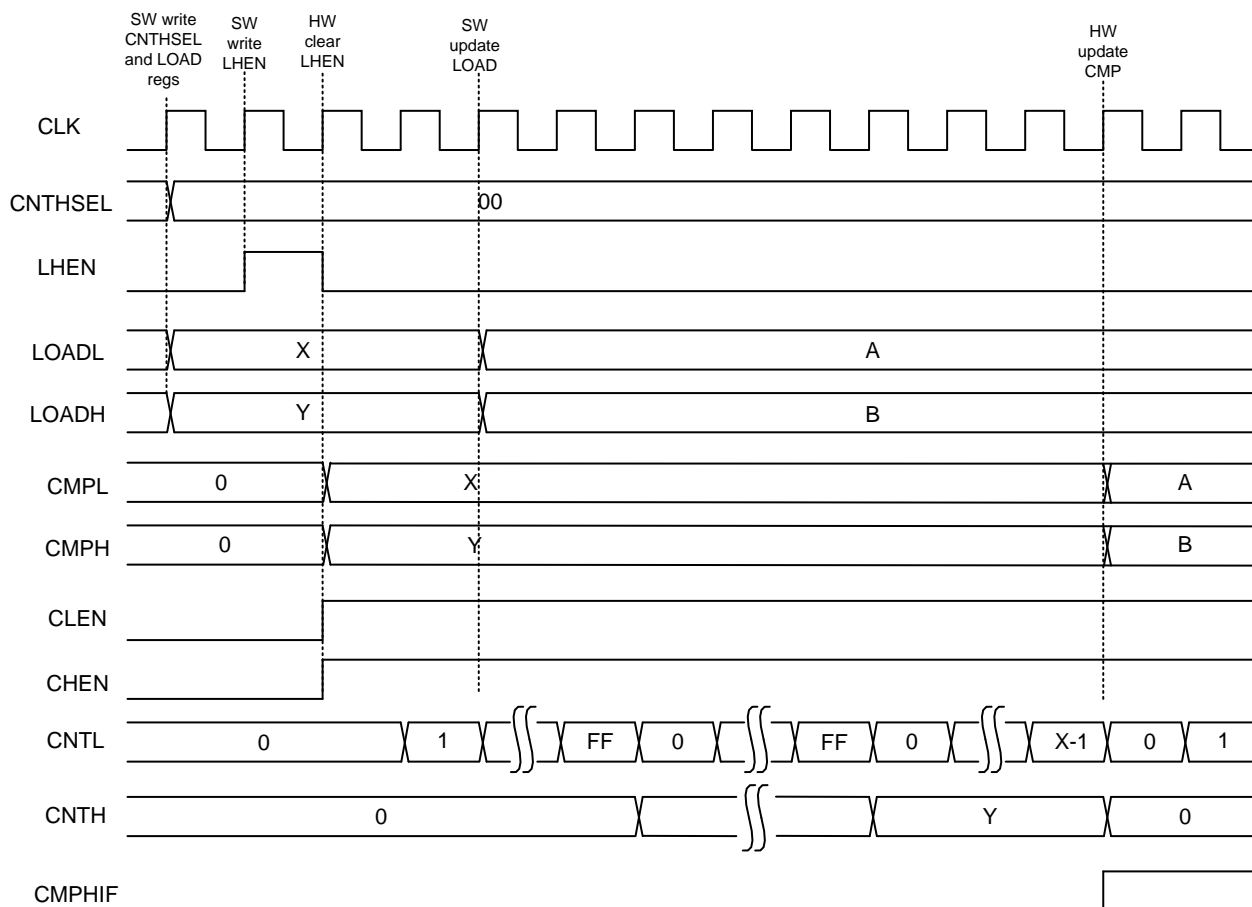 SW write
CNTHSEL
and LOAD
regs
SW
write
LHEN
HW
clear
LHEN
SW
update
LOAD
HW
update
CMP
CLK
CNTHSEL
00
LHEN
LOADL
X
A
LOADH
Y
B
CMPL
0
X
A
CMPH
0
Y
B
CLEN
CHEN
CNTL
0
1
FF
0
FF
0
X-1
0
1
CNTH
0
Y
0
CMPHIF